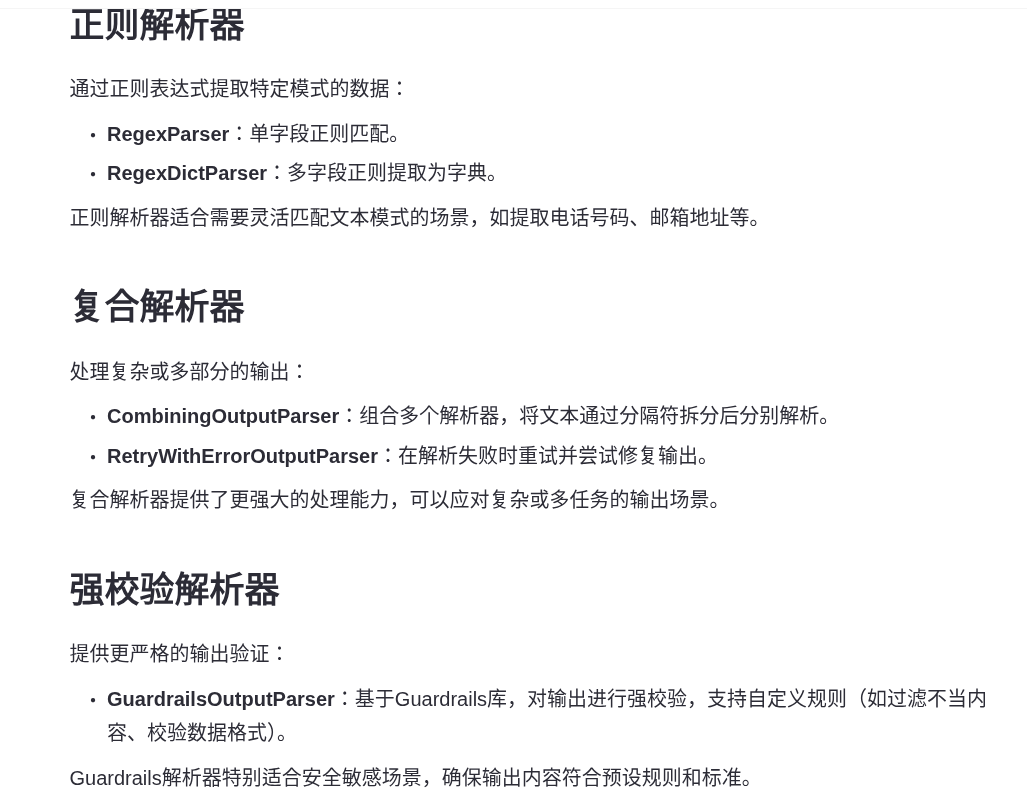 正则解析器
通过正则表达式提取特定模式的数据：
• RegexParser：单字段正则匹配。
• RegexDictParser：多字段正则提取为字典。
正则解析器适合需要灵活匹配文本模式的场景，如提取电话号码、邮箱地址等。
复合解析器
处理复杂或多部分的输出：
• CombiningOutputParser：组合多个解析器，将文本通过分隔符拆分后分别解析。
• RetryWithErrorOutputParser：在解析失败时重试并尝试修复输出。
复合解析器提供了更强大的处理能力，可以应对复杂或多任务的输出场景。
强校验解析器
提供更严格的输出验证：
• GuardrailsOutputParser：基于Guardrails库，对输出进行强校验，支持自定义规则（如过滤不当内
容、校验数据格式）。
Guardrails解析器特别适合安全敏感场景，确保输出内容符合预设规则和标准。